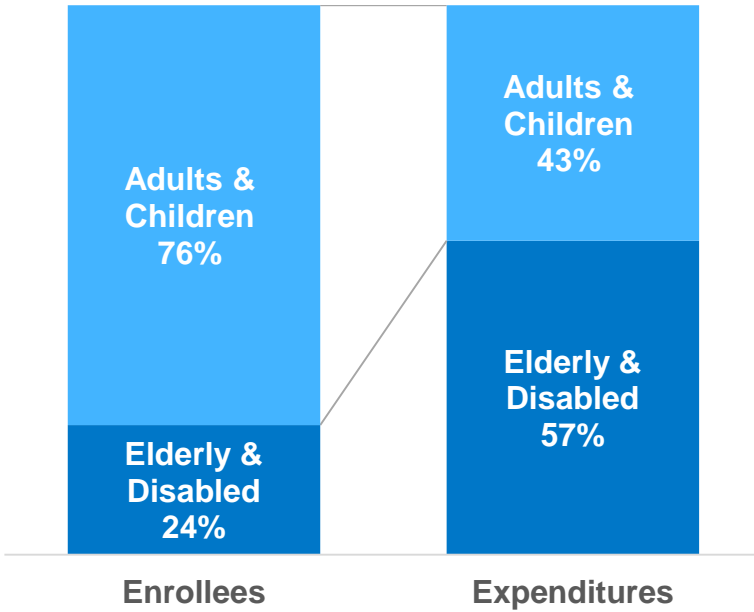 Adults &
Children
76%
Elderly &
Disabled
24%
Adults &
Children
43%
Elderly &
Disabled
57%
Enrollees
Expenditures